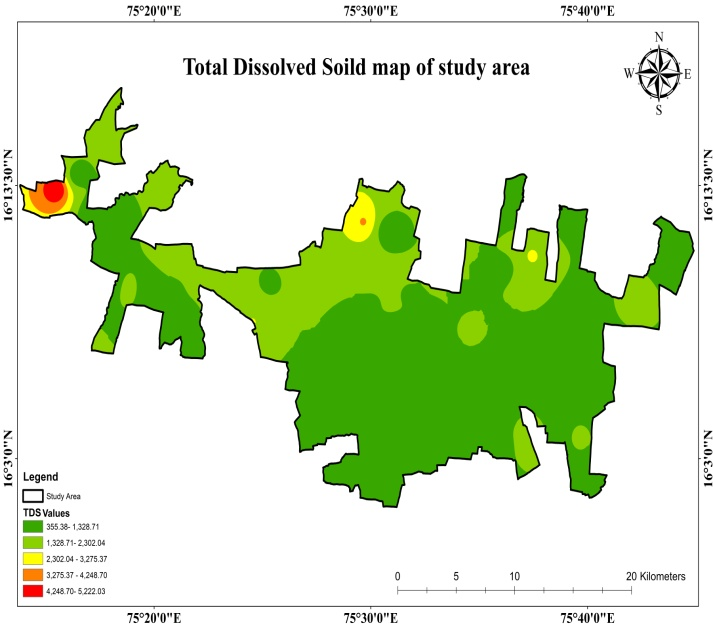 75°20'0"E 75°30'0"E 75°40'0"E
Total Dissolved Soild map of study area
N
W E
S
16°13'30"N 16°13'30"N
16°3'0"N 16°3'0"N
Legend
Study Area
TDS Values
355.38- 1,328.71
1,328.71- 2,302.04
2,302.04 - 3,275.37
3,275.37 - 4,248.70
4,248.70- 5,222.03
0 5 10 20 Kilometers
75°20'0"E 75°30'0"E 75°40'0"E